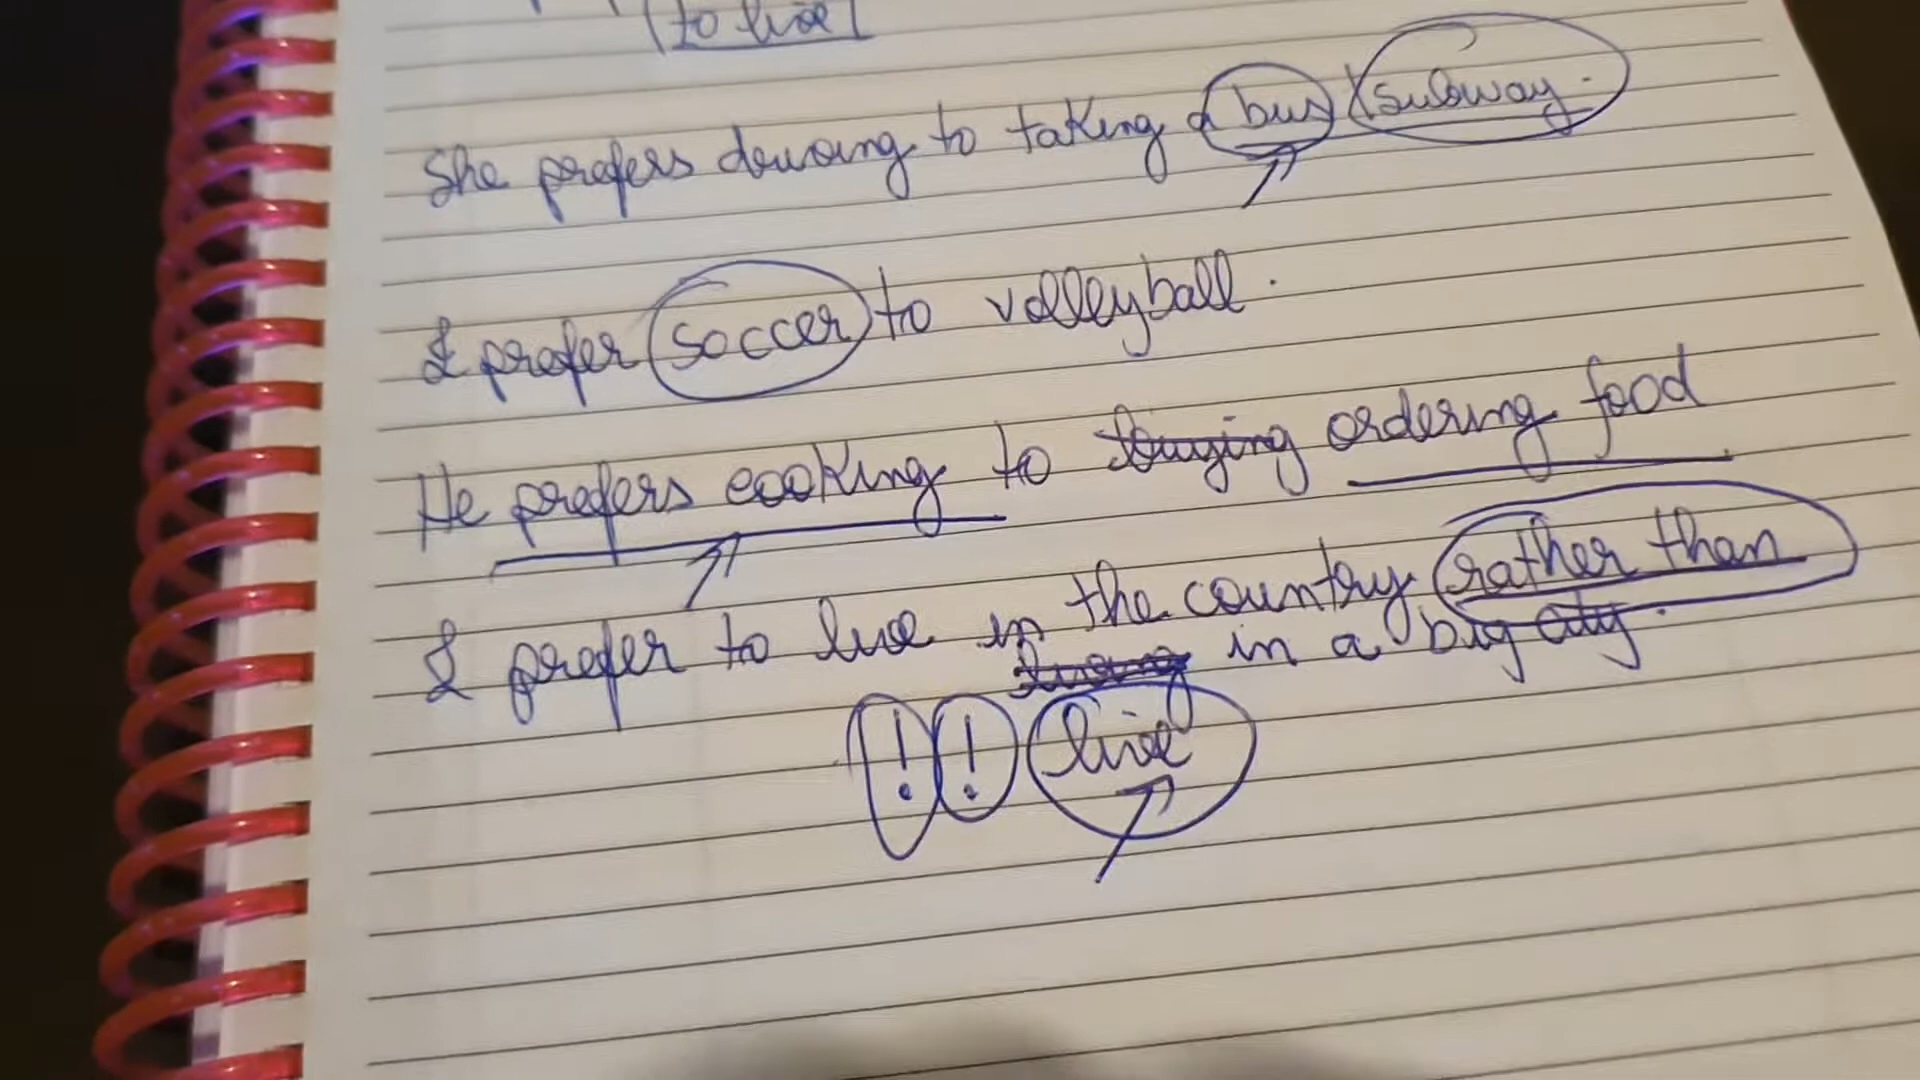 (to live)
She prefers driving to taking a bus/subway.
I prefer soccer to volleyball.
He prefers cooking to buying ordering food
I prefer to live in the country rather than
living in a big city.
! ! live